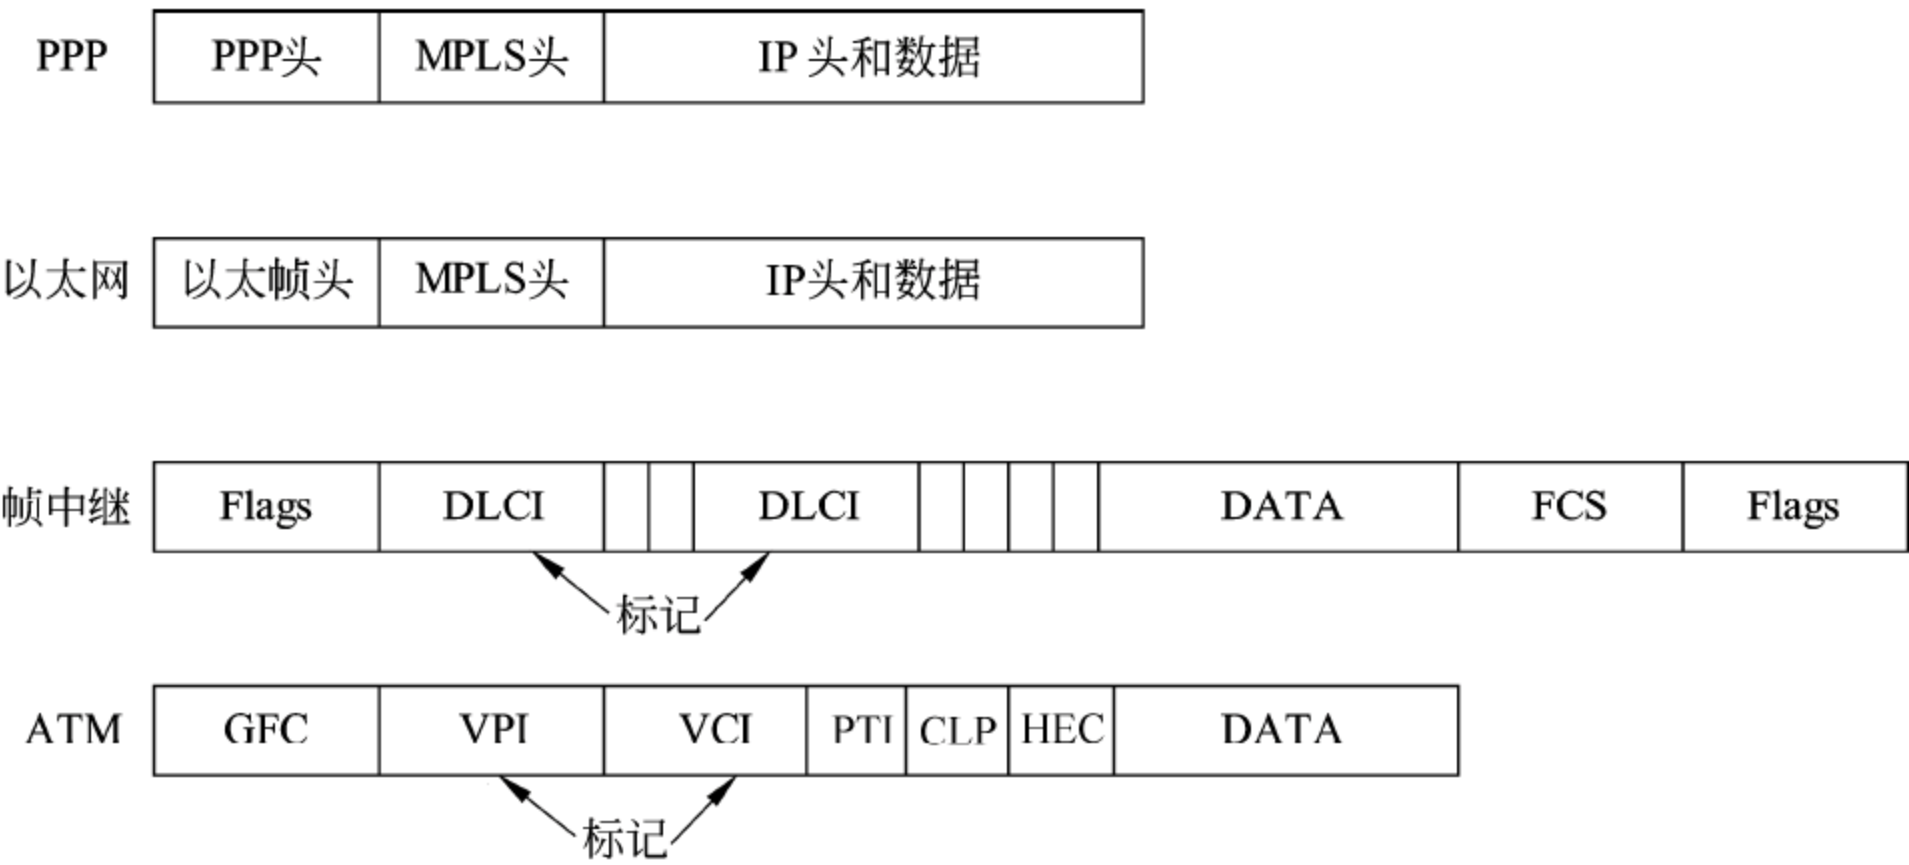 PPP PPP头 MPLS头 IP 头和数据
以太网 以太帧头 MPLS头 IP头和数据
帧中继 Flags DLCI DLCI DATA FCS Flags
标记
ATM GFC VPI VCI PTI CLP HEC DATA
标记